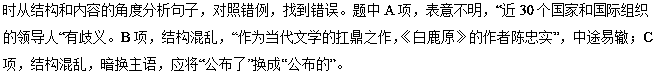 时从结构和内容的角度分析句子，对照错例，找到错误。题中 A 项，表意不明，“近 30 个国家和国际组织
的领导人“有歧义。B 项，结构混乱，“作为当代文学的扛鼎之作，《白鹿原》的作者陈忠实”，中途易辙；C
项，结构混乱，暗换主语，应将“公布了”换成“公布的”。